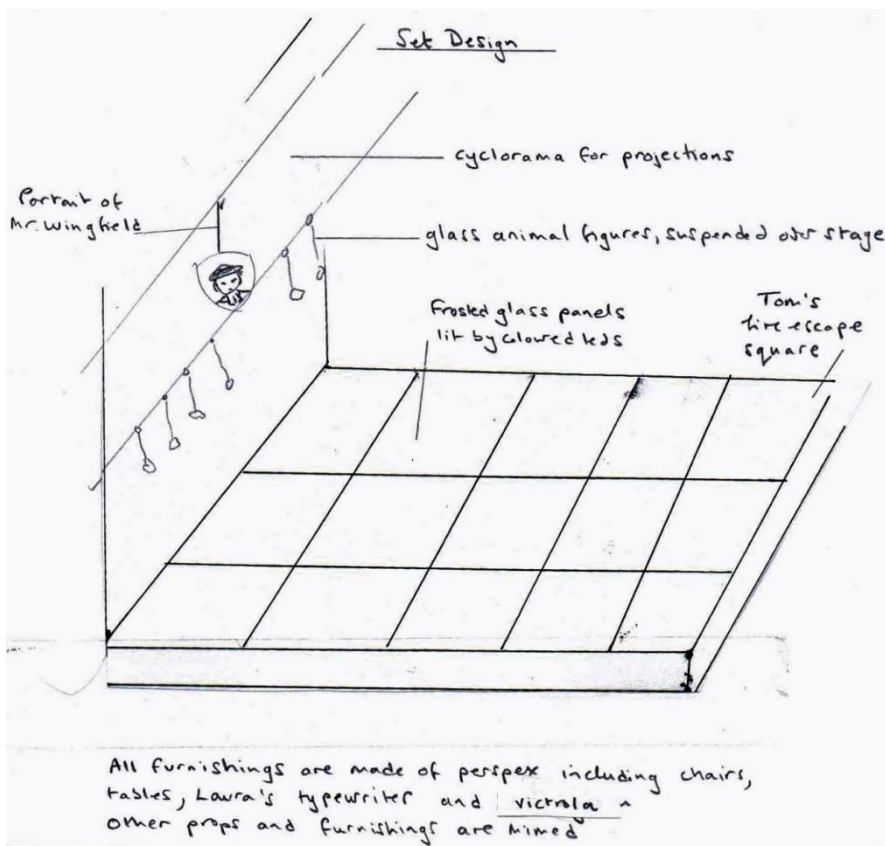 Set Design
cyclorama for projections
Portrait of
Mr. Wingfield
glass animal figures, suspended over stage
Frosted glass panels
lit by coloured leds
Tom's
fire escape
square
All furnishings are made of perspex including chairs,
tables, Laura's typewriter and victrola
other props and furnishings are mimed